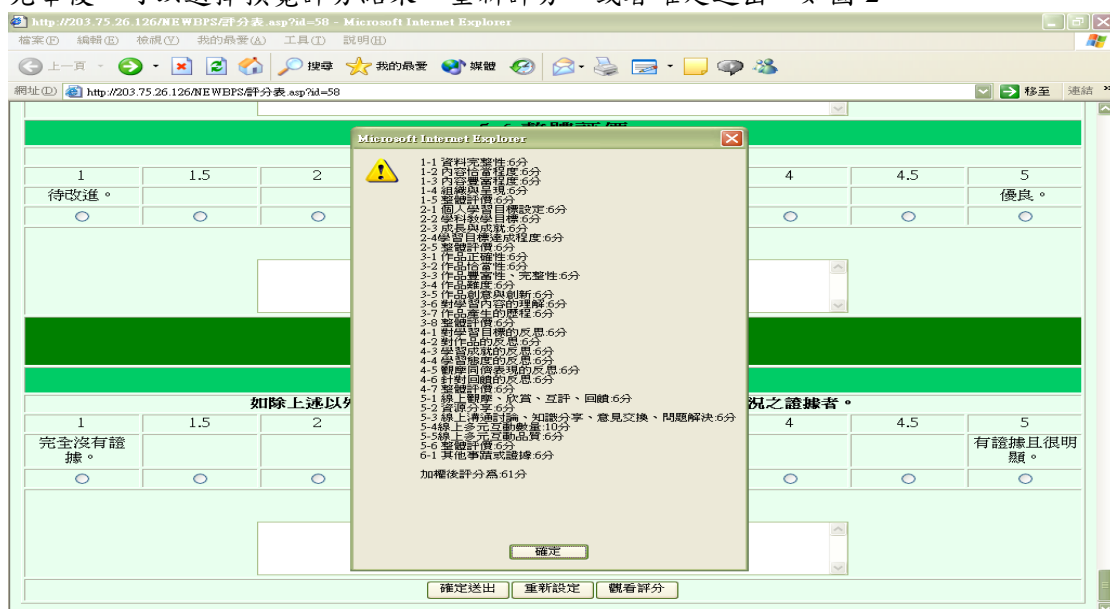 http://203.75.26.126/NEWBPS/評分表.asp?id=58 - Microsoft Internet Explorer
檔案(F) 編輯(E) 檢視(V) 我的最愛(A) 工具(T) 說明(H)
上一頁 搜尋 我的最愛 媒體
網址(D) http://203.75.26.126/NEWBPS/評分表.asp?id=58 移至 連結 »
Microsoft Internet Explorer
1-1 資料完整性:6分
1-2 內容恰當程度:6分
1-3 內容豐富程度:6分
1-4 組織與呈現:6分
1-5 整體評價:6分
2-1 個人學習目標設定:6分
2-2 學科教學目標:6分
2-3 成長與成就:6分
2-4學習目標達成程度:6分
2-5 整體評價:6分
3-1 作品正確性:6分
3-2 作品恰當性:6分
3-3 作品豐富性、完整性:6分
3-4 作品難度:6分
3-5 作品創意與創新:6分
3-6 對學習內容的理解:6分
3-7 作品產生的歷程:6分
3-8 整體評價:6分
4-1 對學習目標的反思:6分
4-2 對作品的反思:6分
4-3 學習成就的反思:6分
4-4 學習態度的反思:6分
4-5 觀摩同儕表現的反思:6分
4-6 針對回饋的反思:6分
4-7 整體評價:6分
5-1 線上觀摩、欣賞、互評、回饋:6分
5-2 資源分享:6分
5-3 線上溝通討論、知識分享、意見交換、問題解決:6分
5-4線上多元互動數量:10分
5-5線上多元互動品質:6分
5-6 整體評價:6分
6-1 其他事蹟或證據:6分
加權後評分為:61分
確定
1 1.5 2 4 4.5 5
待改進。 優良。
如除上述以外 況之證據者。
1 1.5 2 4 4.5 5
完全沒有證據。 有證據且很明顯。
確定送出 重新設定 觀看評分